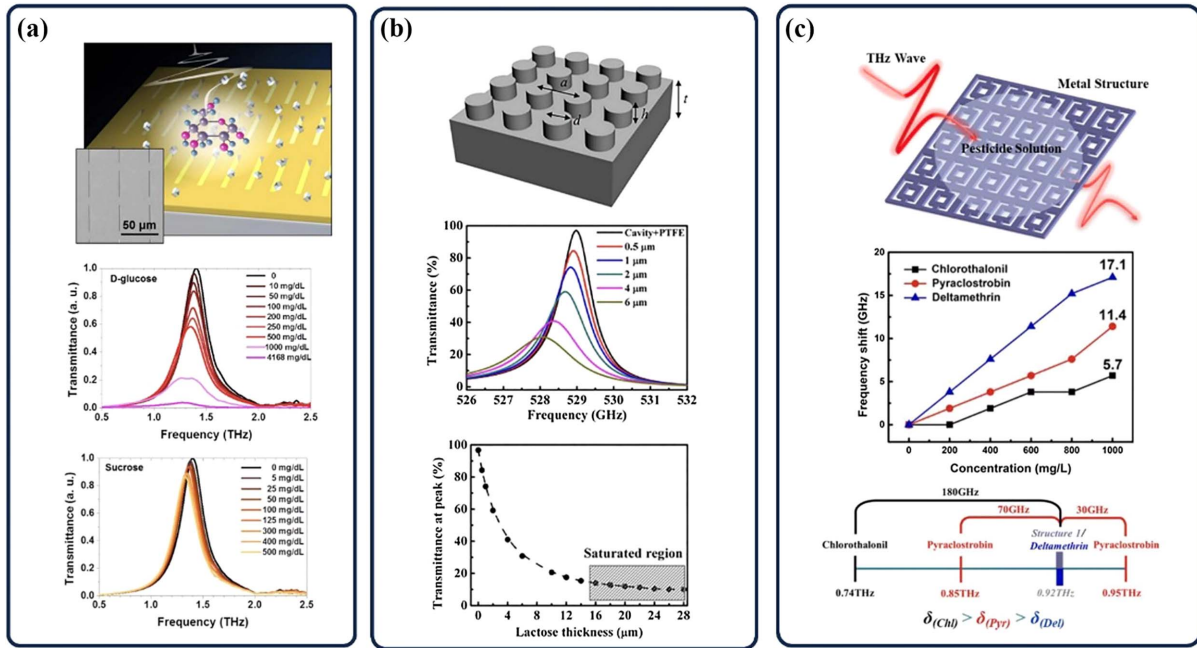 (a)
50 μm
D-glucose
0
10 mg/dL
50 mg/dL
100 mg/dL
200 mg/dL
250 mg/dL
500 mg/dL
1000 mg/dL
4168 mg/dL
Transmittance (a. u.)
1.0
0.8
0.6
0.4
0.2
0.0
0.5 1.0 1.5 2.0 2.5
Frequency (THz)
Sucrose
0 mg/dL
5 mg/dL
25 mg/dL
50 mg/dL
100 mg/dL
125 mg/dL
300 mg/dL
400 mg/dL
500 mg/dL
Transmittance (a. u.)
1.0
0.8
0.6
0.4
0.2
0.0
0.5 1.0 1.5 2.0 2.5
Frequency (THz)
(b)
a
d
h
t
Cavity+PTFE
0.5 μm
1 μm
2 μm
4 μm
6 μm
Transmittance (%)
100
80
60
40
20
0
526 527 528 529 530 531 532
Frequency (GHz)
Transmittance at peak (%)
100
80
60
40
20
0
Saturated region
0 4 8 12 16 20 24 28
Lactose thickness (μm)
(c)
THz Wave
Metal Structure
Pesticide Solution
Chlorothalonil
Pyraclostrobin
Deltamethrin
17.1
11.4
5.7
Frequency shift (GHz)
20
15
10
5
0
0 200 400 600 800 1000
Concentration (mg/L)
180GHz
70GHz 30GHz
Structure 1/
Chlorothalonil Pyraclostrobin Deltamethrin Pyraclostrobin
0.74THz 0.85THz 0.92THz 0.95THz
δ(Chl) > δ(Pyr) > δ(Del)